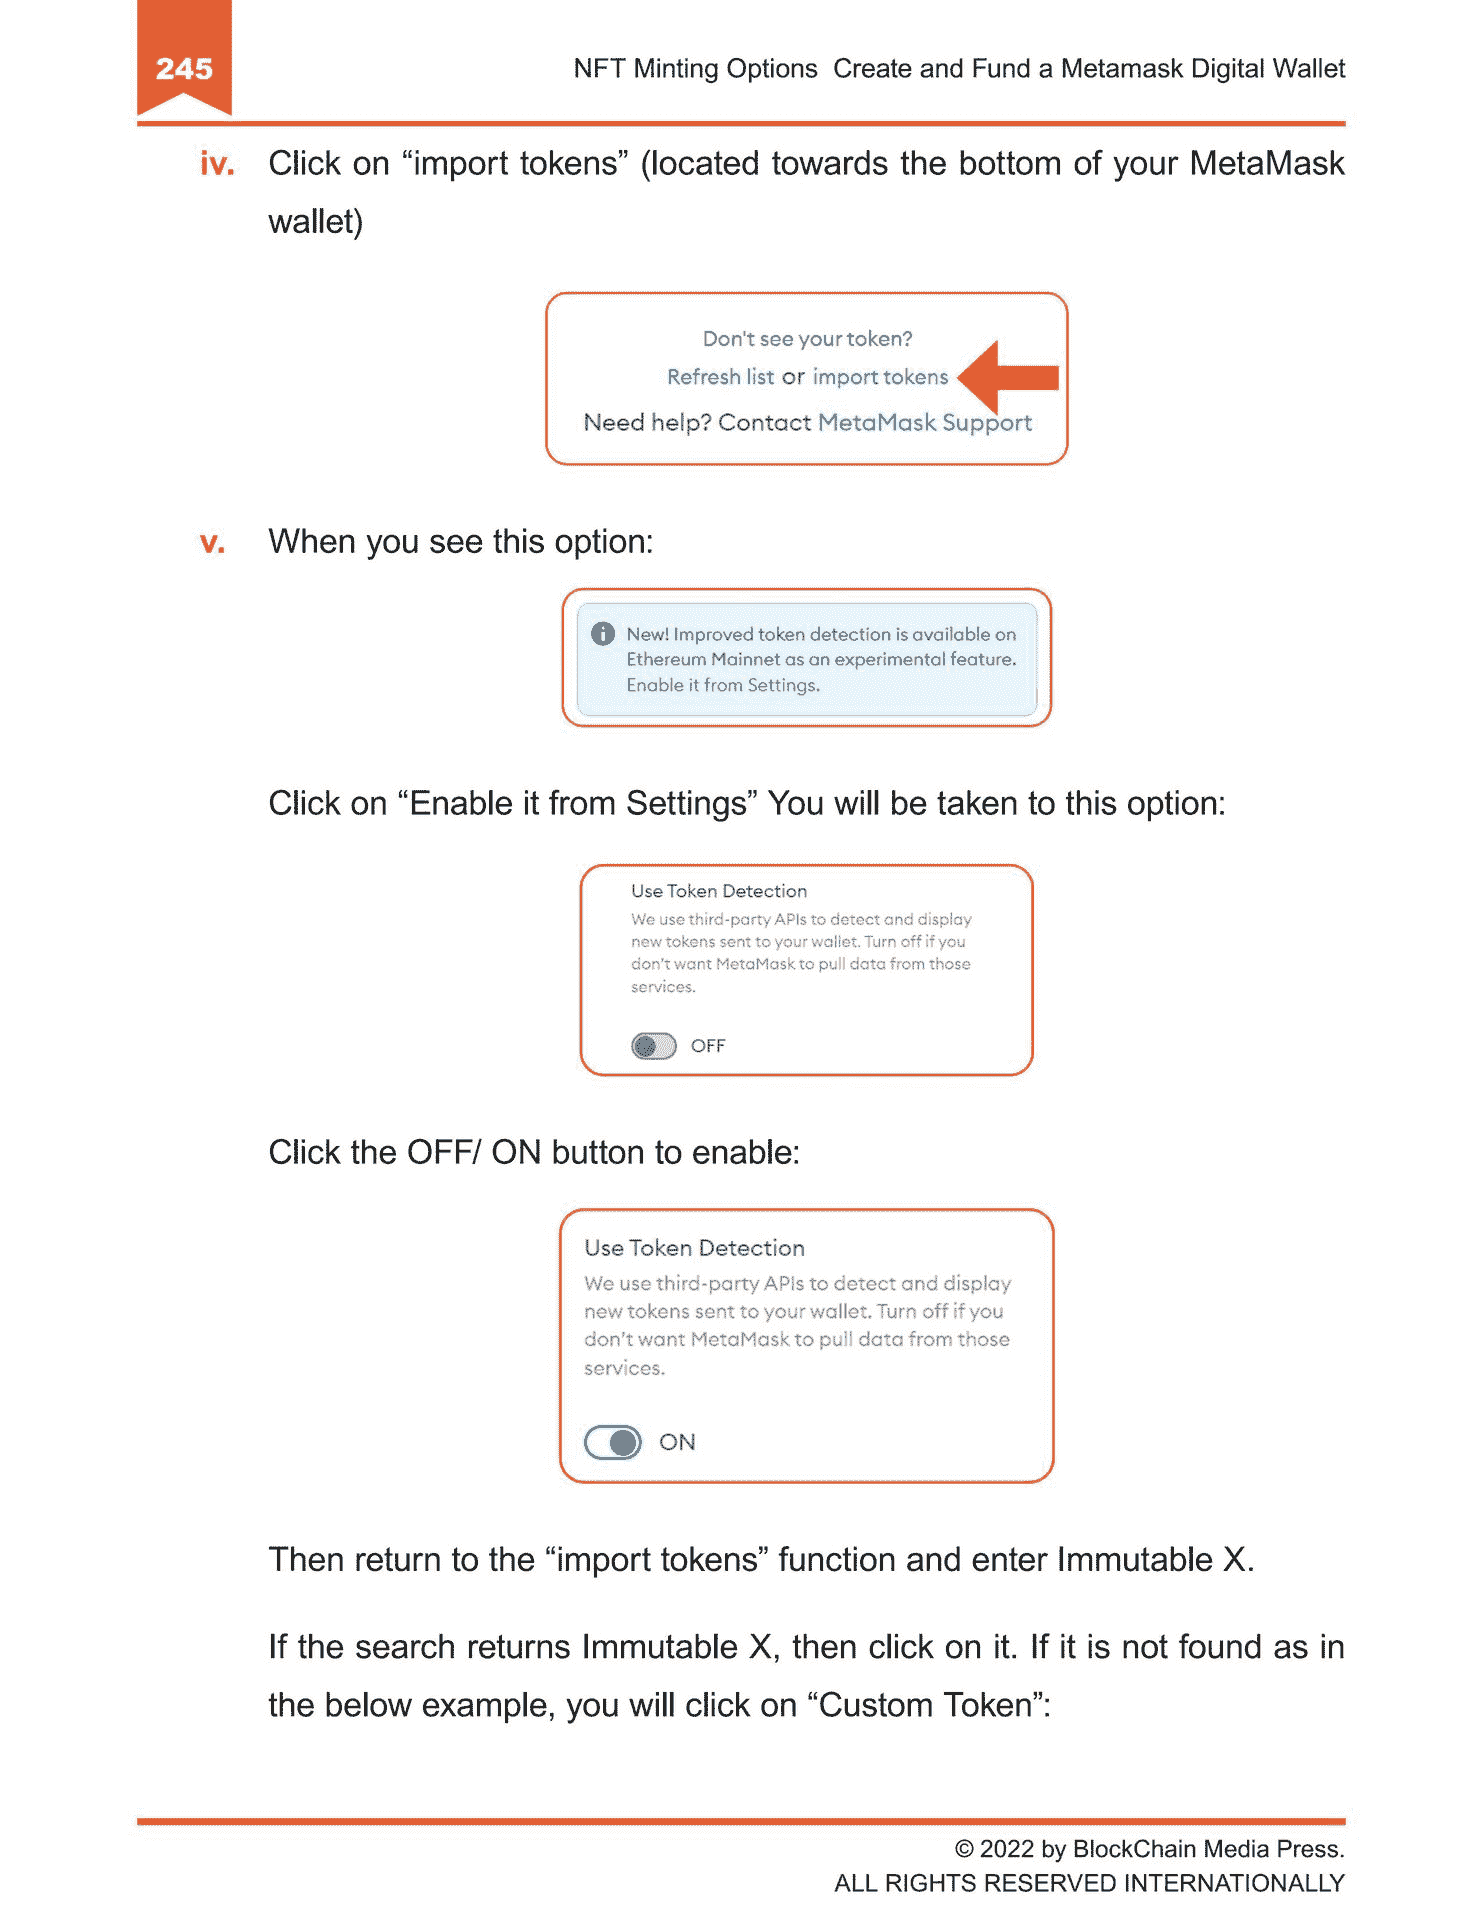 245
NFT Minting Options  Create and Fund a Metamask Digital Wallet
iv. Click on “import tokens” (located towards the bottom of your MetaMask
wallet)
Don't see your token?
Refresh list or import tokens
Need help? Contact MetaMask Support
v. When you see this option:
New! Improved token detection is available on
Ethereum Mainnet as an experimental feature.
Enable it from Settings.
Click on “Enable it from Settings” You will be taken to this option:
Use Token Detection
We use third-party APIs to detect and display
new tokens sent to your wallet. Turn off if you
don't want MetaMask to pull data from those
services.
OFF
Click the OFF/ ON button to enable:
Use Token Detection
We use third-party APIs to detect and display
new tokens sent to your wallet. Turn off if you
don't want MetaMask to pull data from those
services.
ON
Then return to the “import tokens” function and enter Immutable X.
If the search returns Immutable X, then click on it. If it is not found as in
the below example, you will click on “Custom Token”:
© 2022 by BlockChain Media Press.
ALL RIGHTS RESERVED INTERNATIONALLY